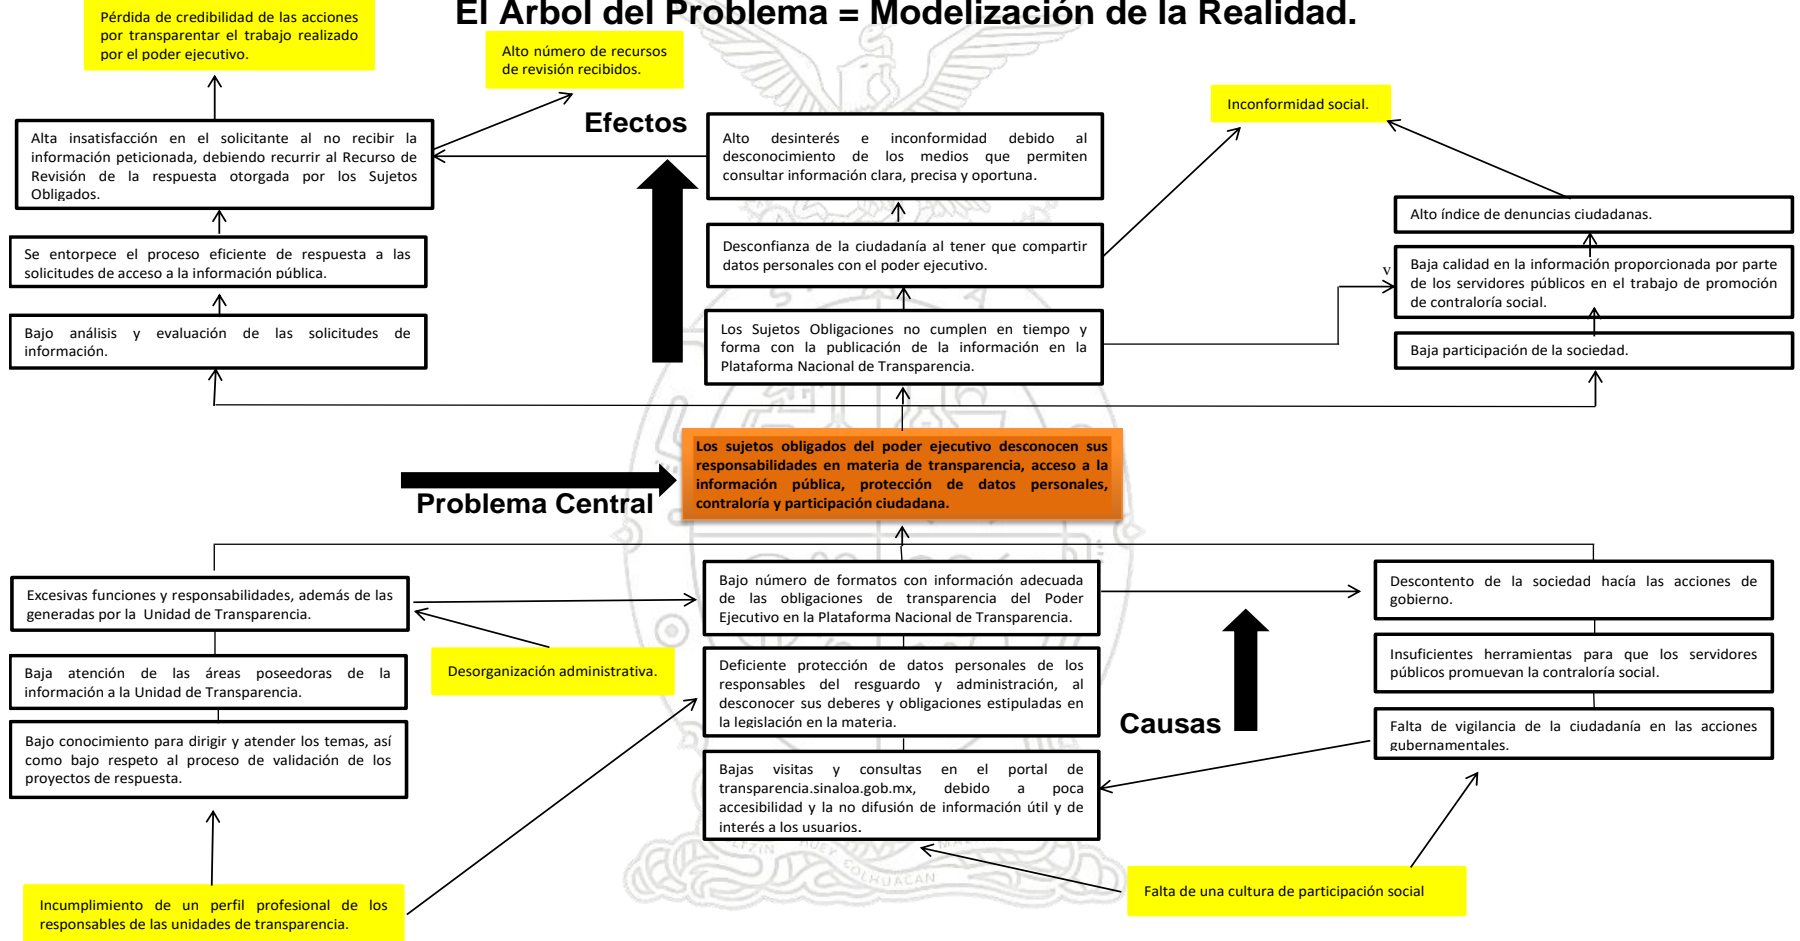 El Árbol del Problema = Modelización de la Realidad.
Pérdida de credibilidad de las acciones
por transparentar el trabajo realizado
por el poder ejecutivo.
Alto número de recursos
de revisión recibidos.
Inconformidad social.
Efectos
Alta insatisfacción en el solicitante al no recibir la
información peticionada, debiendo recurrir al Recurso de
Revisión de la respuesta otorgada por los Sujetos
Obligados.
Alto desinterés e inconformidad debido al
desconocimiento de los medios que permiten
consultar información clara, precisa y oportuna.
Alto índice de denuncias ciudadanas.
Se entorpece el proceso eficiente de respuesta a las
solicitudes de acceso a la información pública.
Desconfianza de la ciudadanía al tener que compartir
datos personales con el poder ejecutivo.
v
Baja calidad en la información proporcionada por parte
de los servidores públicos en el trabajo de promoción
de contraloría social.
Bajo análisis y evaluación de las solicitudes de
información.
Los Sujetos Obligaciones no cumplen en tiempo y
forma con la publicación de la información en la
Plataforma Nacional de Transparencia.
Baja participación de la sociedad.
Los sujetos obligados del poder ejecutivo desconocen sus
responsabilidades en materia de transparencia, acceso a la
información pública, protección de datos personales,
contraloría y participación ciudadana.
Problema Central
Excesivas funciones y responsabilidades, además de las
generadas por la Unidad de Transparencia.
Bajo número de formatos con información adecuada
de las obligaciones de transparencia del Poder
Ejecutivo en la Plataforma Nacional de Transparencia.
Descontento de la sociedad hacía las acciones de
gobierno.
Baja atención de las áreas poseedoras de la
información a la Unidad de Transparencia.
Desorganización administrativa.
Deficiente protección de datos personales de los
responsables del resguardo y administración, al
desconocer sus deberes y obligaciones estipuladas en
la legislación en la materia.
Insuficientes herramientas para que los servidores
públicos promuevan la contraloría social.
Causas
Bajo conocimiento para dirigir y atender los temas, así
como bajo respeto al proceso de validación de los
proyectos de respuesta.
Falta de vigilancia de la ciudadanía en las acciones
gubernamentales.
Bajas visitas y consultas en el portal de
transparencia.sinaloa.gob.mx, debido a poca
accesibilidad y la no difusión de información útil y de
interés a los usuarios.
Incumplimiento de un perfil profesional de los
responsables de las unidades de transparencia.
Falta de una cultura de participación social
COLHUACAN